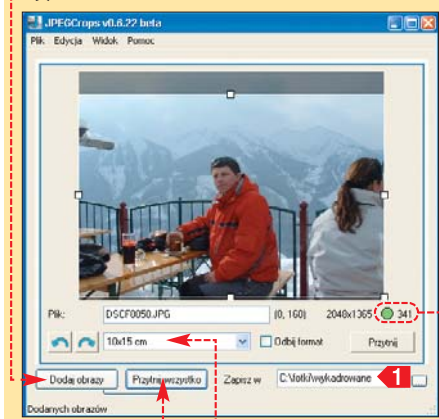 JPEGCrops v0.6.22 beta
Plik Edycja Widok Pomoc
Plik: DSCF0050.JPG (0, 160) 2048x1365 341
10x15 cm Odbij format Przytnij
Dodaj obrazy Przytnij wszystko Zapisz w C:\fotki\wykadrowane 1 ...
Dodanych obrazów